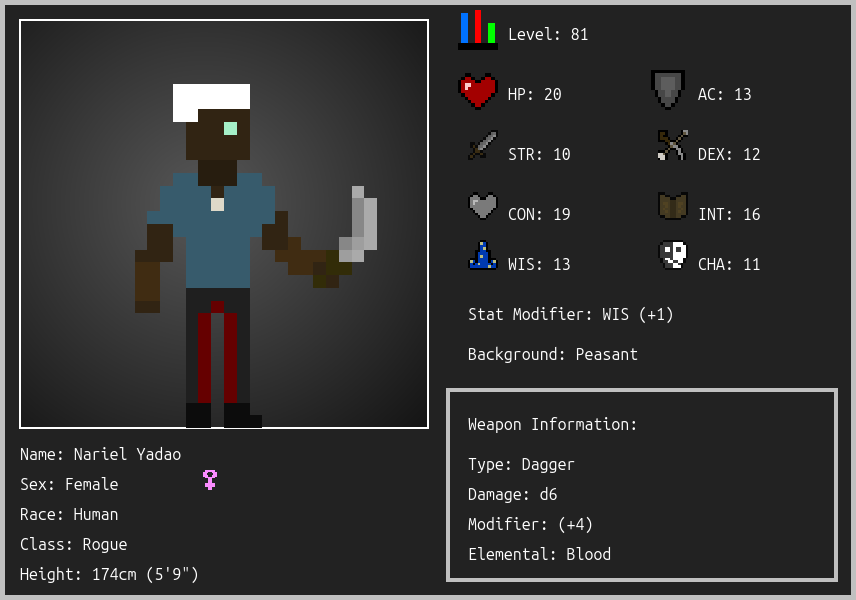 Level: 81
HP: 20
AC: 13
STR: 10
DEX: 12
CON: 19
INT: 16
WIS: 13
CHA: 11
Stat Modifier: WIS (+1)
Background: Peasant
Weapon Information:
Type: Dagger
Damage: d6
Modifier: (+4)
Elemental: Blood
Name: Nariel Yadao
Sex: Female
Race: Human
Class: Rogue
Height: 174cm (5'9")